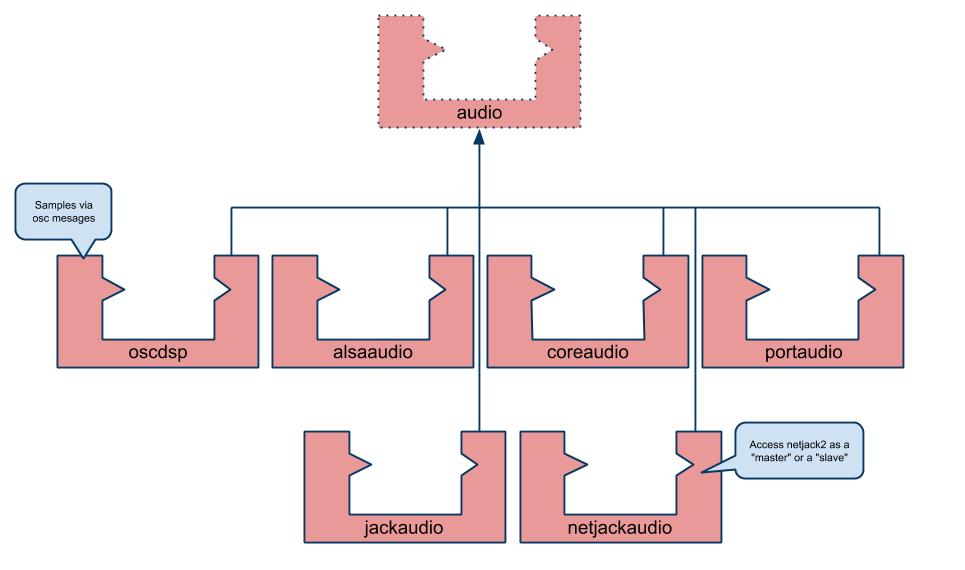 audio
Samples via
osc mesages
oscdsp
alsaaudio
coreaudio
portaudio
Access netjack2 as a
"master" or a "slave"
jackaudio
netjackaudio